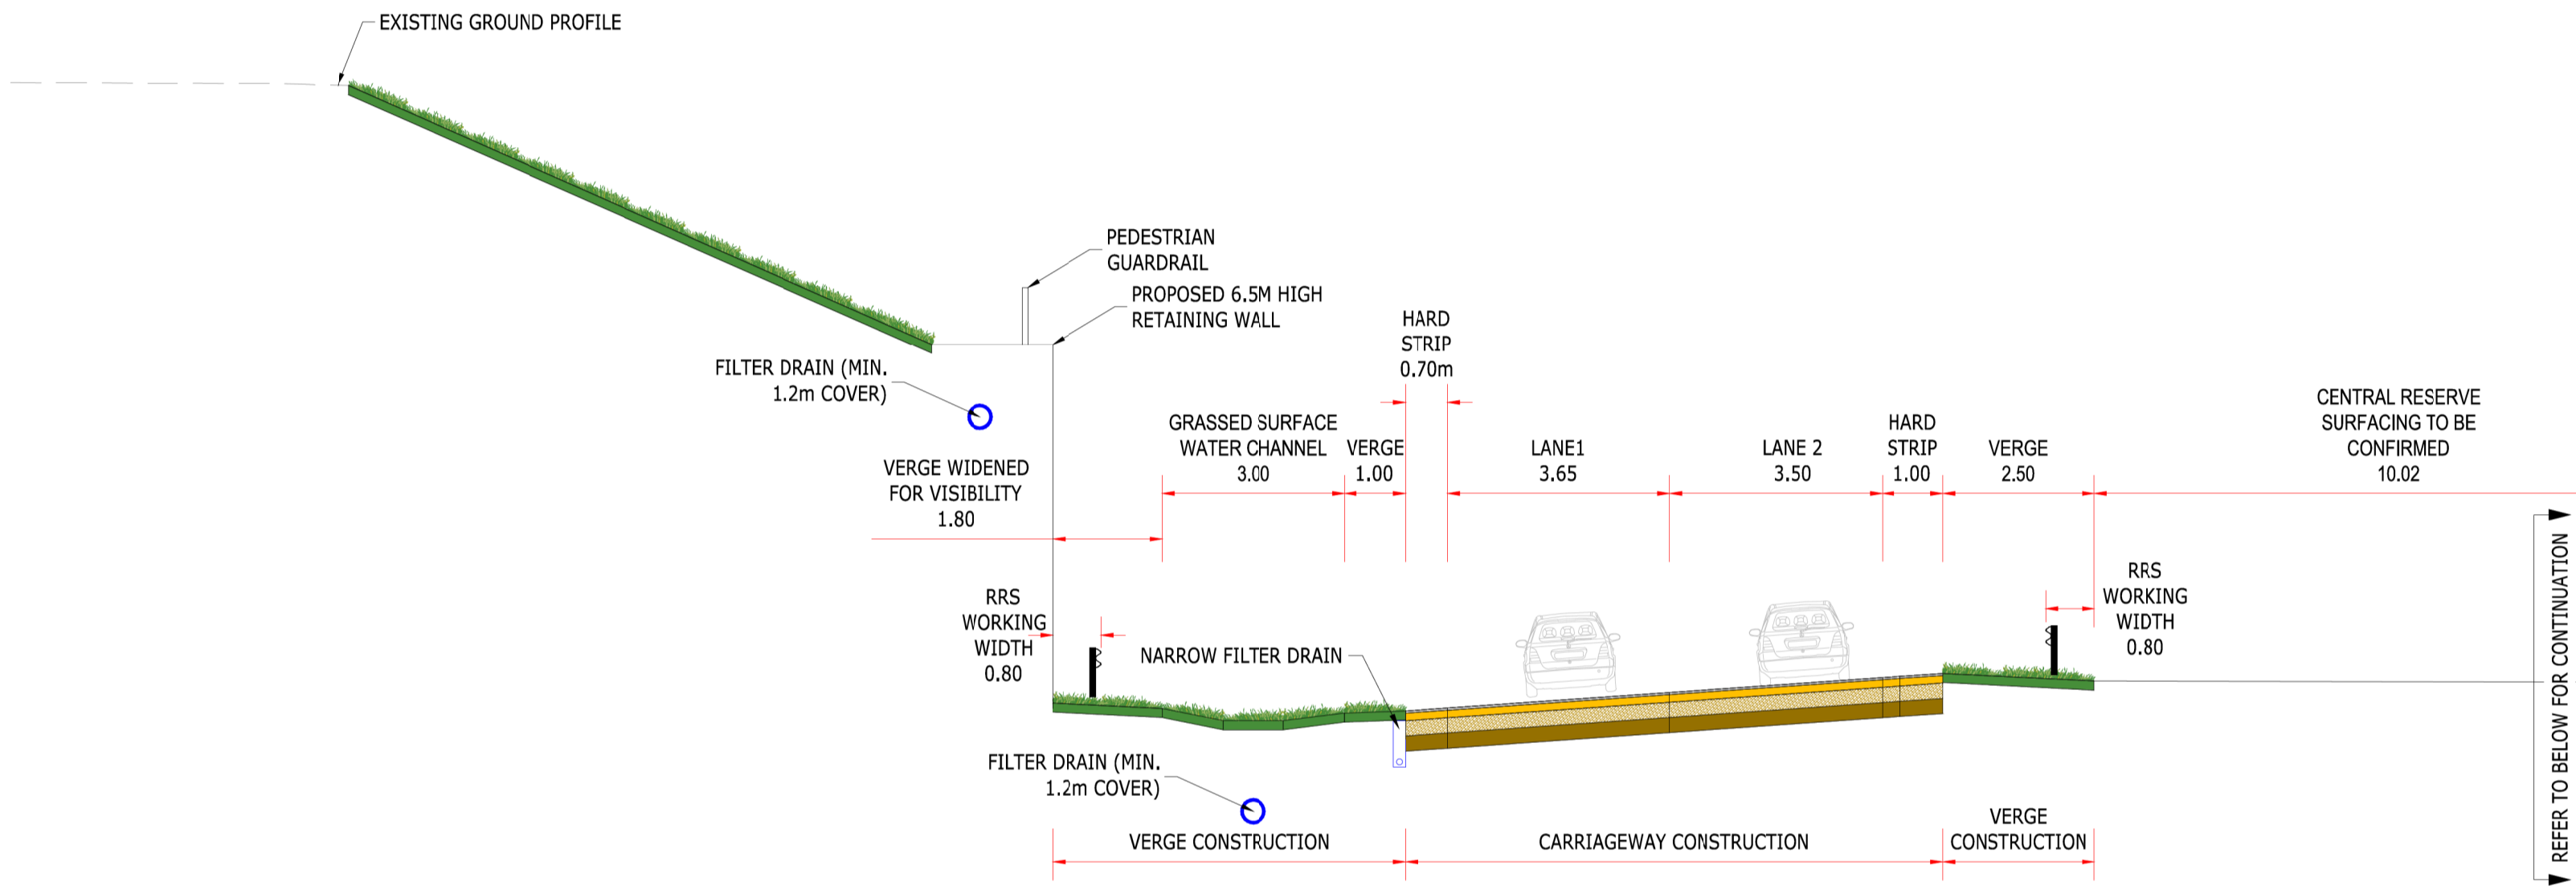 EXISTING GROUND PROFILE
PEDESTRIAN
GUARDRAIL
PROPOSED 6.5M HIGH
RETAINING WALL
FILTER DRAIN (MIN.
1.2m COVER)
HARD
STRIP
0.70m
VERGE WIDENED
FOR VISIBILITY
1.80
GRASSED SURFACE
WATER CHANNEL
3.00
VERGE
1.00
LANE1
3.65
LANE 2
3.50
HARD
STRIP
1.00
VERGE
2.50
CENTRAL RESERVE
SURFACING TO BE
CONFIRMED
10.02
RRS
WORKING
WIDTH
0.80
NARROW FILTER DRAIN
RRS
WORKING
WIDTH
0.80
REFER TO BELOW FOR CONTINUATION
FILTER DRAIN (MIN.
1.2m COVER)
VERGE CONSTRUCTION
CARRIAGEWAY CONSTRUCTION
VERGE
CONSTRUCTION